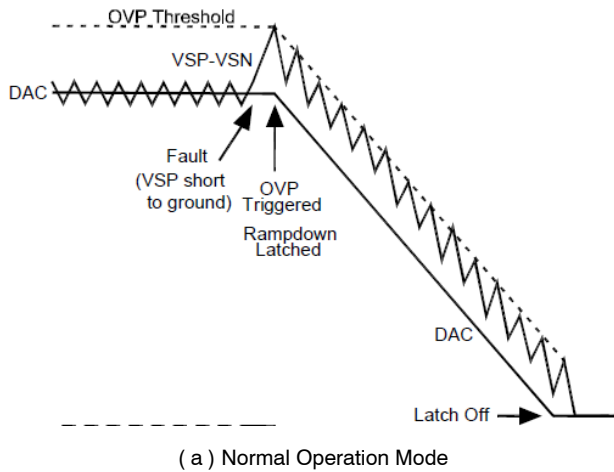 OVP Threshold
VSP-VSN
DAC
Fault
(VSP short
to ground)
OVP
Triggered
Rampdown
Latched
DAC
Latch Off
( a ) Normal Operation Mode